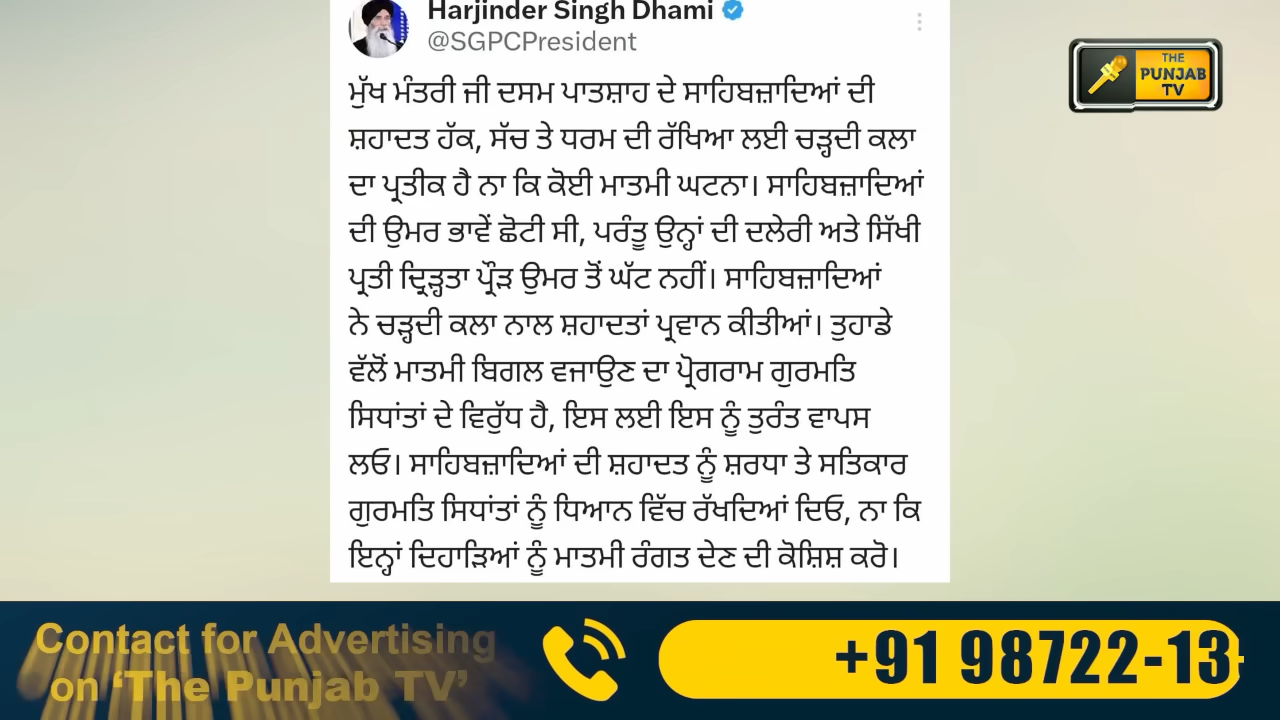 Harjinder Singh Dhami
@SGPCPresident
THE
PUNJAB
TV
ਮੁੱਖ ਮੰਤਰੀ ਜੀ ਦਸਮ ਪਾਤਸ਼ਾਹ ਦੇ ਸਾਹਿਬਜ਼ਾਦਿਆਂ ਦੀ
ਸ਼ਹਾਦਤ ਹੱਕ, ਸੱਚ ਤੇ ਧਰਮ ਦੀ ਰੱਖਿਆ ਲਈ ਚੜ੍ਹਦੀ ਕਲਾ
ਦਾ ਪ੍ਰਤੀਕ ਹੈ ਨਾ ਕਿ ਕੋਈ ਮਾਤਮੀ ਘਟਨਾ। ਸਾਹਿਬਜ਼ਾਦਿਆਂ
ਦੀ ਉਮਰ ਭਾਵੇਂ ਛੋਟੀ ਸੀ, ਪਰੰਤੂ ਉਨ੍ਹਾਂ ਦੀ ਦਲੇਰੀ ਅਤੇ ਸਿੱਖੀ
ਪ੍ਰਤੀ ਦ੍ਰਿੜ੍ਹਤਾ ਪ੍ਰੌੜ ਉਮਰ ਤੋਂ ਘੱਟ ਨਹੀਂ। ਸਾਹਿਬਜ਼ਾਦਿਆਂ
ਨੇ ਚੜ੍ਹਦੀ ਕਲਾ ਨਾਲ ਸ਼ਹਾਦਤਾਂ ਪ੍ਰਵਾਨ ਕੀਤੀਆਂ। ਤੁਹਾਡੇ
ਵੱਲੋਂ ਮਾਤਮੀ ਬਿਗਲ ਵਜਾਉਣ ਦਾ ਪ੍ਰੋਗਰਾਮ ਗੁਰਮਤਿ
ਸਿਧਾਂਤਾਂ ਦੇ ਵਿਰੁੱਧ ਹੈ, ਇਸ ਲਈ ਇਸ ਨੂੰ ਤੁਰੰਤ ਵਾਪਸ
ਲਓ। ਸਾਹਿਬਜ਼ਾਦਿਆਂ ਦੀ ਸ਼ਹਾਦਤ ਨੂੰ ਸ਼ਰਧਾ ਤੇ ਸਤਿਕਾਰ
ਗੁਰਮਤਿ ਸਿਧਾਂਤਾਂ ਨੂੰ ਧਿਆਨ ਵਿੱਚ ਰੱਖਦਿਆਂ ਦਿਓ, ਨਾ ਕਿ
ਇਨ੍ਹਾਂ ਦਿਹਾੜਿਆਂ ਨੂੰ ਮਾਤਮੀ ਰੰਗਤ ਦੇਣ ਦੀ ਕੋਸ਼ਿਸ਼ ਕਰੋ।
Contact for Advertising
on ‘The Punjab TV’
+91 98722-13